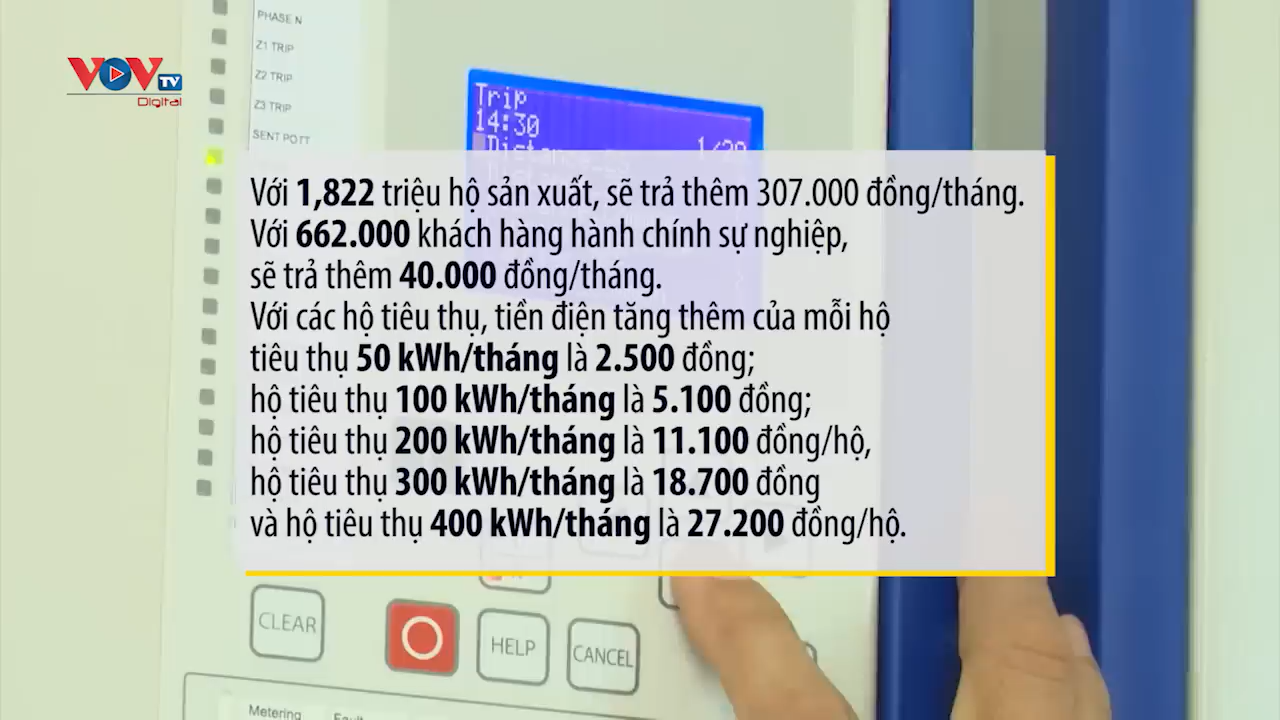 PHASE N
Z1 TRIP
Z2 TRIP
Z3 TRIP
SENT POTT
VOV TV
Digital
Trip
14:30
1/20
Với 1,822 triệu hộ sản xuất, sẽ trả thêm 307.000 đồng/tháng.
Với 662.000 khách hàng hành chính sự nghiệp,
sẽ trả thêm 40.000 đồng/tháng.
Với các hộ tiêu thụ, tiền điện tăng thêm của mỗi hộ
tiêu thụ 50 kWh/tháng là 2.500 đồng;
hộ tiêu thụ 100 kWh/tháng là 5.100 đồng;
hộ tiêu thụ 200 kWh/tháng là 11.100 đồng/hộ,
hộ tiêu thụ 300 kWh/tháng là 18.700 đồng
và hộ tiêu thụ 400 kWh/tháng là 27.200 đồng/hộ.
CLEAR
HELP
CANCEL
Metering